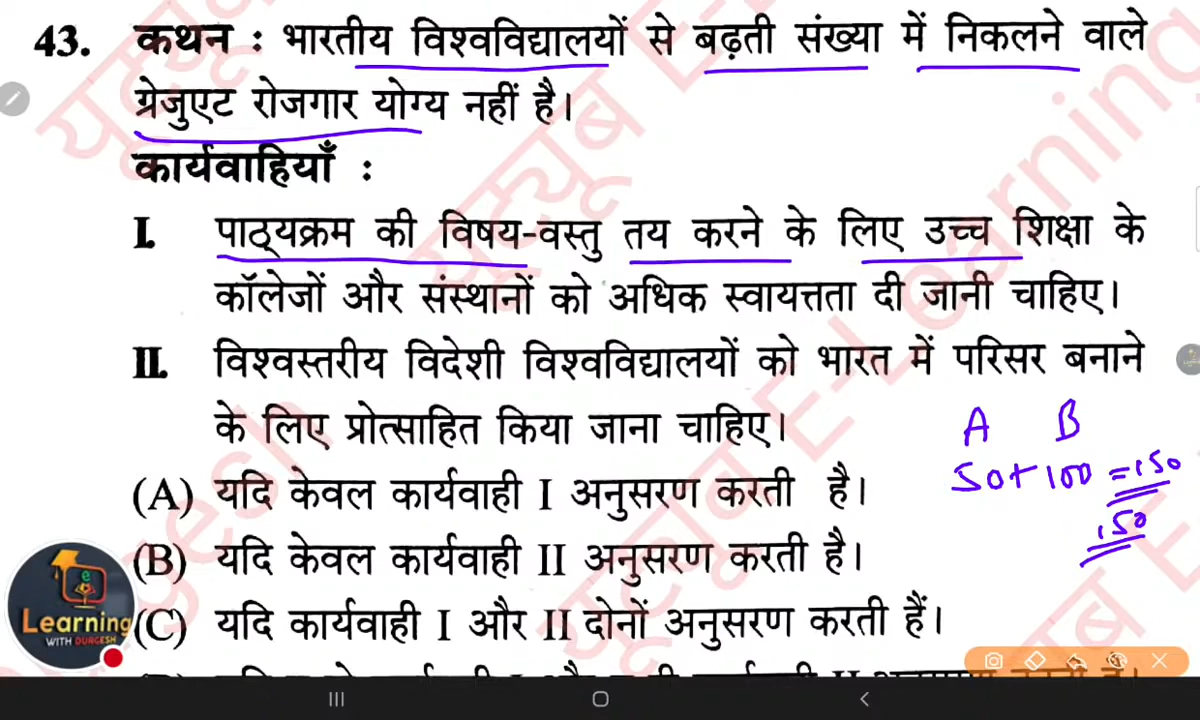 43. कथन : भारतीय विश्वविद्यालयों से बढ़ती संख्या में निकलने वाले
ग्रेजुएट रोजगार योग्य नहीं है।
कार्यवाहियाँ :
I. पाठ्यक्रम की विषय-वस्तु तय करने के लिए उच्च शिक्षा के
कॉलेजों और संस्थानों को अधिक स्वायत्तता दी जानी चाहिए।
II. विश्वस्तरीय विदेशी विश्वविद्यालयों को भारत में परिसर बनाने
के लिए प्रोत्साहित किया जाना चाहिए।
A B
50+100=150
150
(A) यदि केवल कार्यवाही I अनुसरण करती है।
(B) यदि केवल कार्यवाही II अनुसरण करती है।
(C) यदि कार्यवाही I और II दोनों अनुसरण करती हैं।
e
Learning
WITH DURGESH
यूट्यूब E-Learning